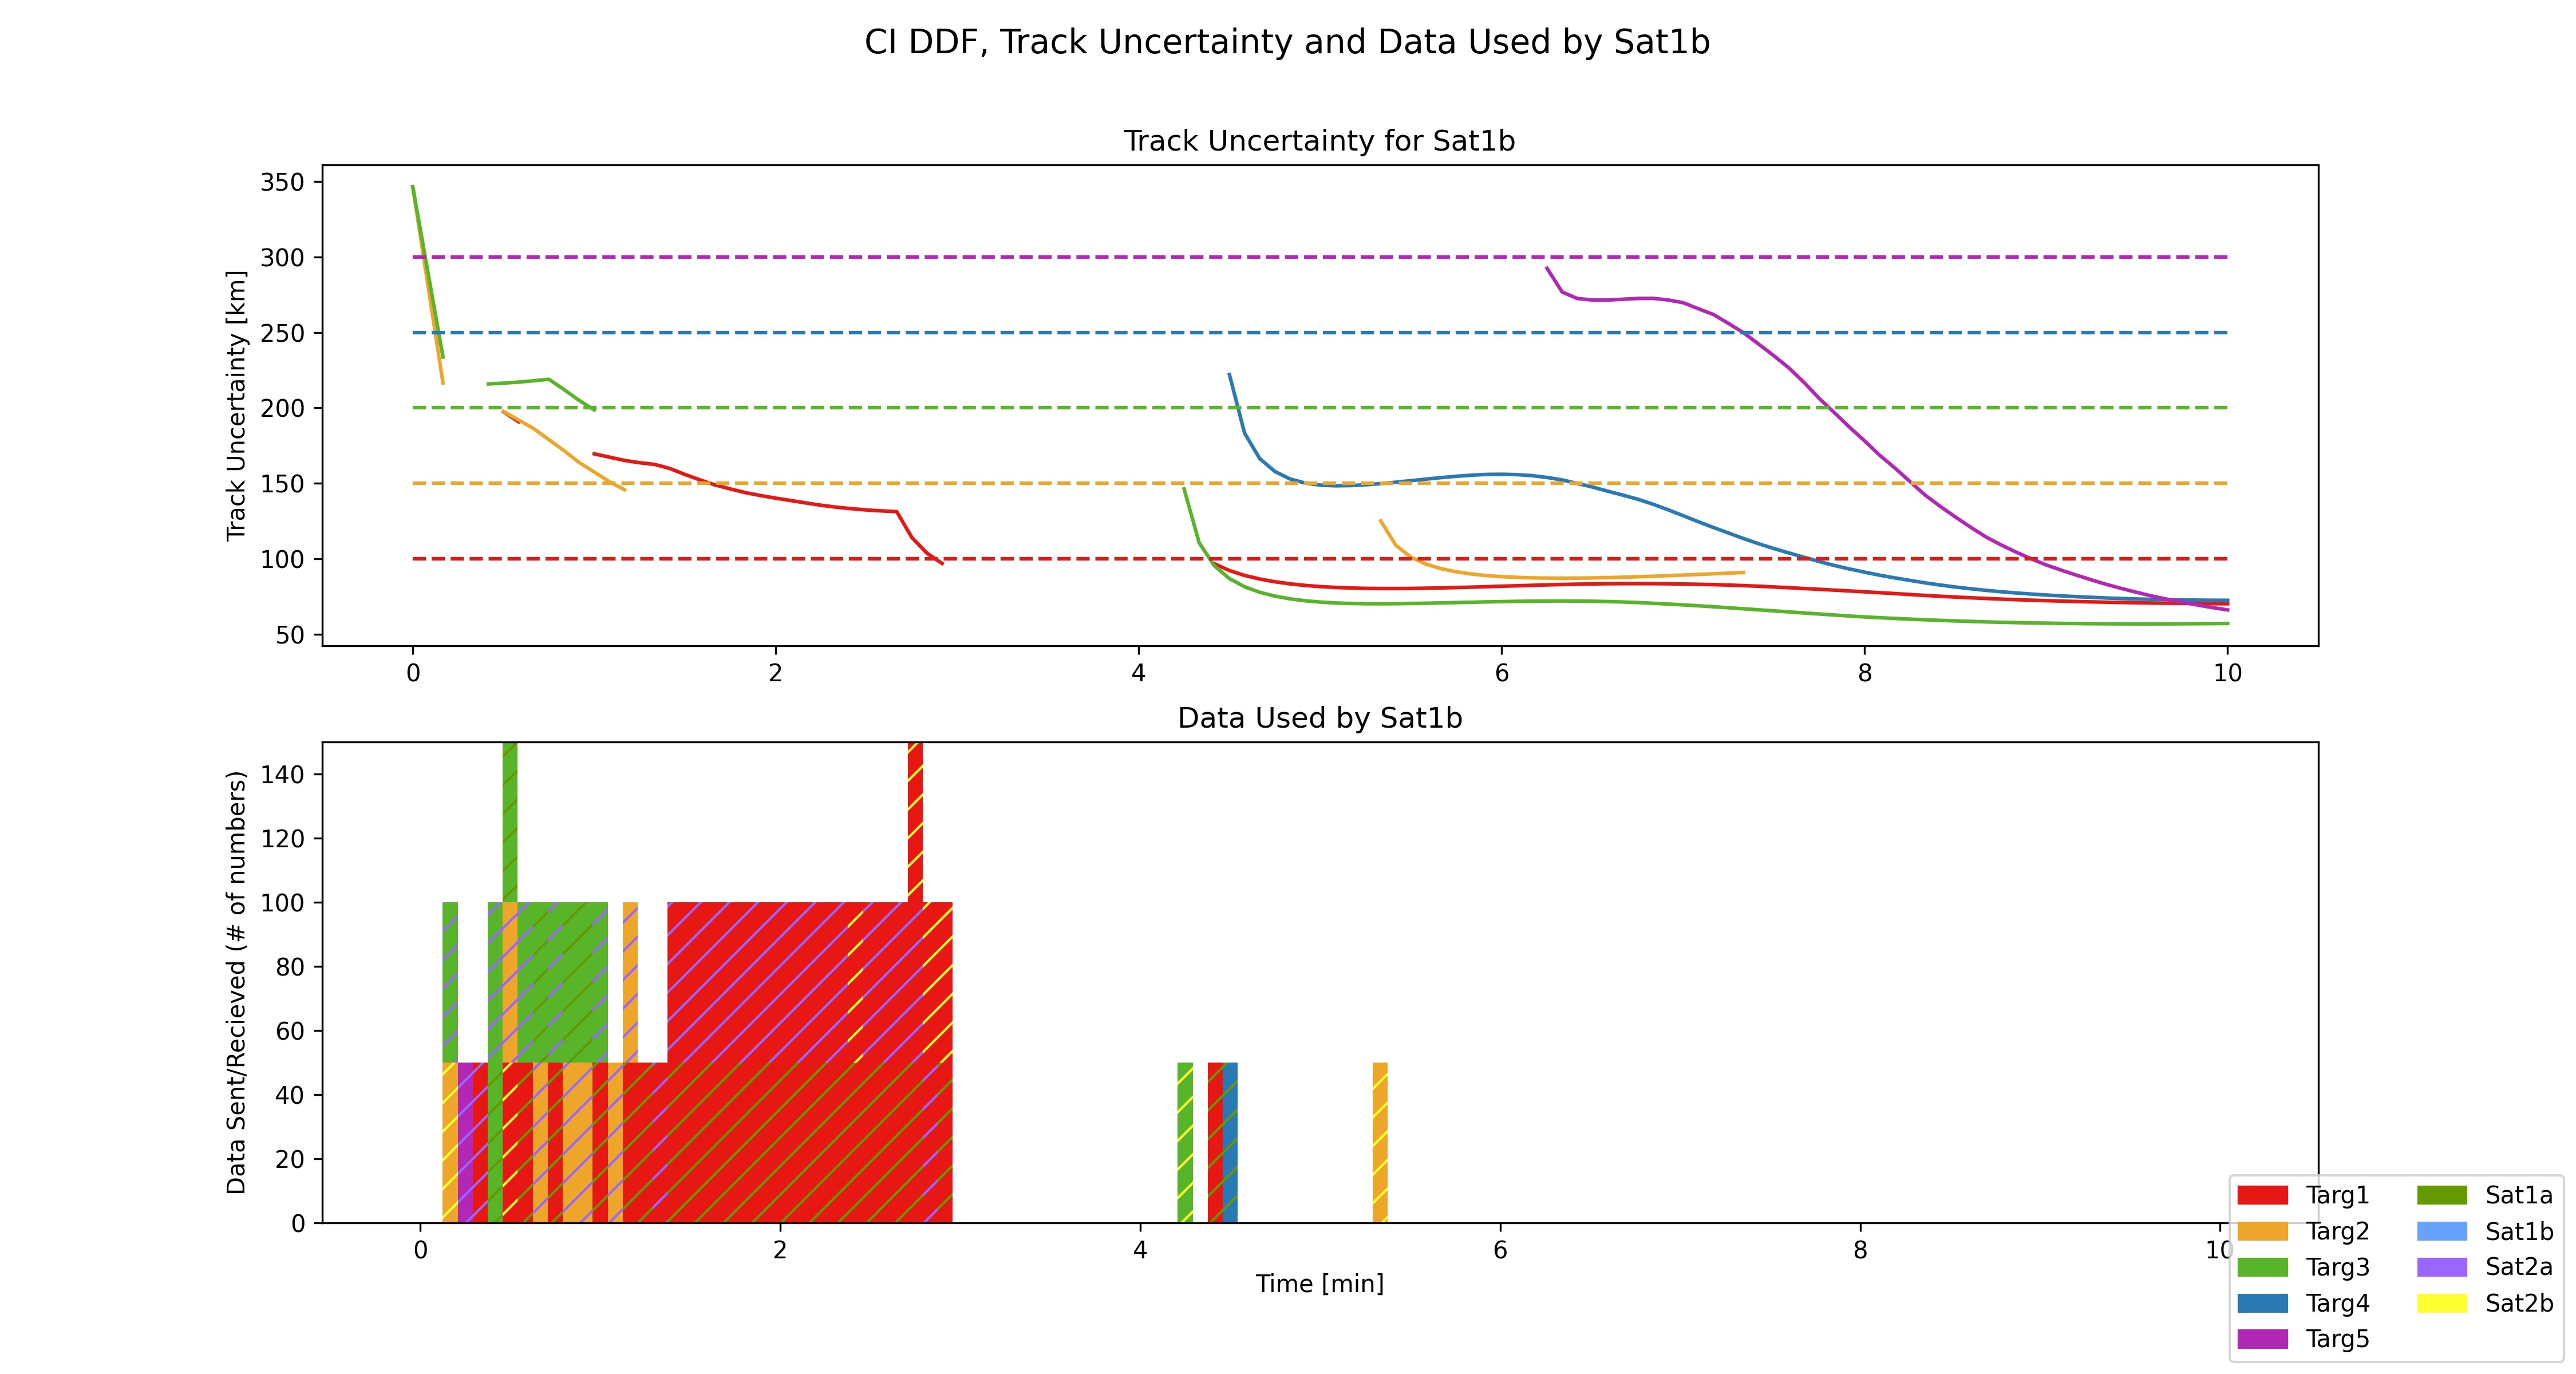 CI DDF, Track Uncertainty and Data Used by Sat1b
Track Uncertainty for Sat1b
Track Uncertainty [km]
350
300
250
200
150
100
50
0 2 4 6 8 10
Data Used by Sat1b
Data Sent/Recieved (# of numbers)
140
120
100
80
60
40
20
0
0 2 4 6 8 10
Time [min]
Targ1 Sat1a
Targ2 Sat1b
Targ3 Sat2a
Targ4 Sat2b
Targ5